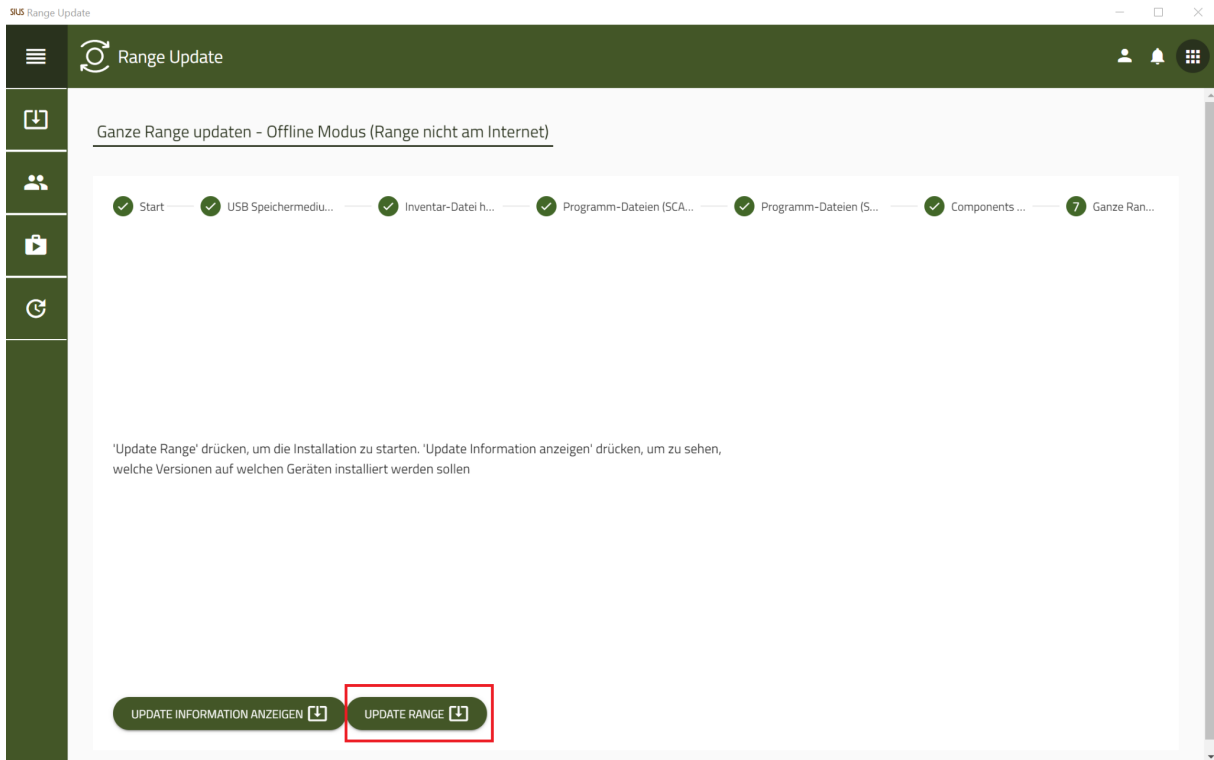 SIUS Range Update
Range Update
Ganze Range updaten - Offline Modus (Range nicht am Internet)
Start
USB Speichermediu...
Inventar-Datei h...
Programm-Dateien (SCA...
Programm-Dateien (S...
Components ...
7 Ganze Ran...
'Update Range' drücken, um die Installation zu starten. 'Update Information anzeigen' drücken, um zu sehen,
welche Versionen auf welchen Geräten installiert werden sollen
UPDATE INFORMATION ANZEIGEN
UPDATE RANGE